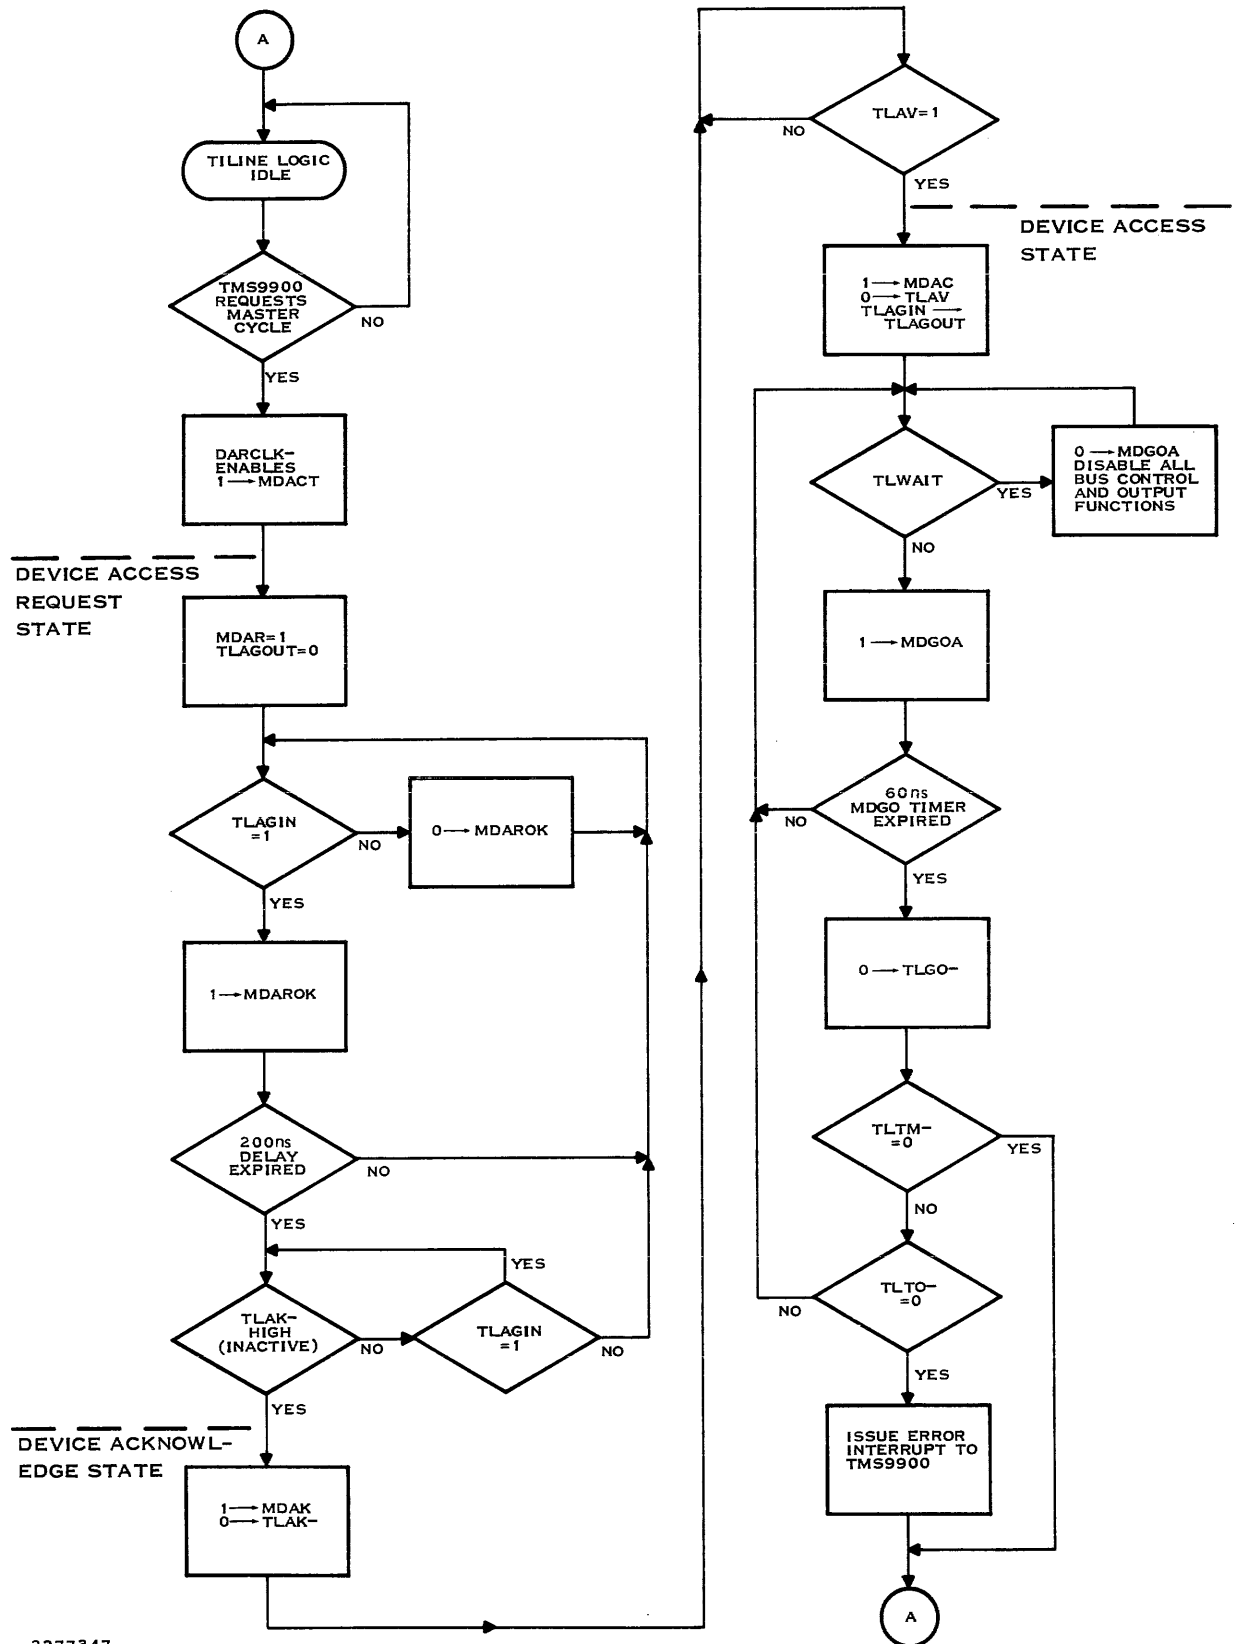 A
TILINE LOGIC
IDLE
TMS9900
REQUESTS
MASTER
CYCLE
NO
YES
DARCLK-
ENABLES
1 → MDACT
DEVICE ACCESS
REQUEST
STATE
MDAR=1
TLAGOUT=0
TLAGIN
=1
NO
0 → MDAROK
YES
1 → MDAROK
200ns
DELAY
EXPIRED
NO
YES
YES
TLAK-
HIGH
(INACTIVE)
NO
TLAGIN
=1
NO
YES
DEVICE ACKNOWL-
EDGE STATE
1 → MDAK
0 → TLAK-
TLAV=1
NO
YES
DEVICE ACCESS
STATE
1 → MDAC
0 → TLAV
TLAGIN →
TLAGOUT
TLWAIT
YES
0 → MDGOA
DISABLE ALL
BUS CONTROL
AND OUTPUT
FUNCTIONS
NO
1 → MDGOA
60ns
MDGO TIMER
EXPIRED
NO
YES
0 → TLGO-
TLTM-
=0
YES
NO
TLTO-
=0
NO
YES
ISSUE ERROR
INTERRUPT TO
TMS9900
A